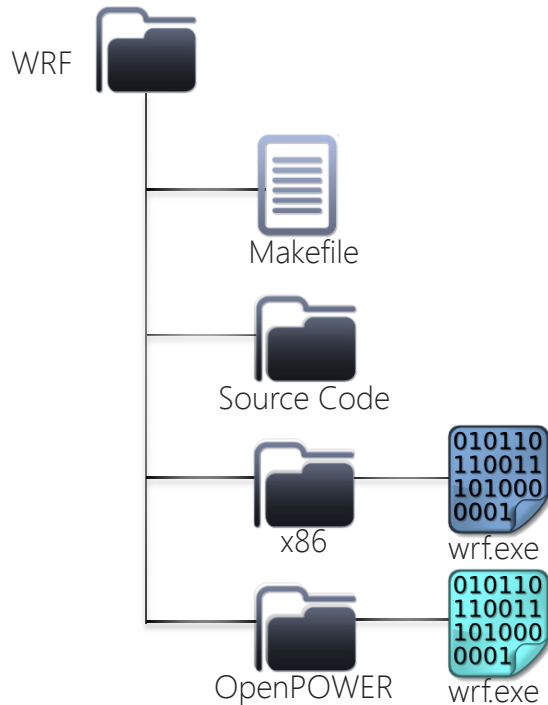 WRF
Makefile
Source Code
010110
110011
101000
0001
x86
wrf.exe
010110
110011
101000
0001
OpenPOWER
wrf.exe